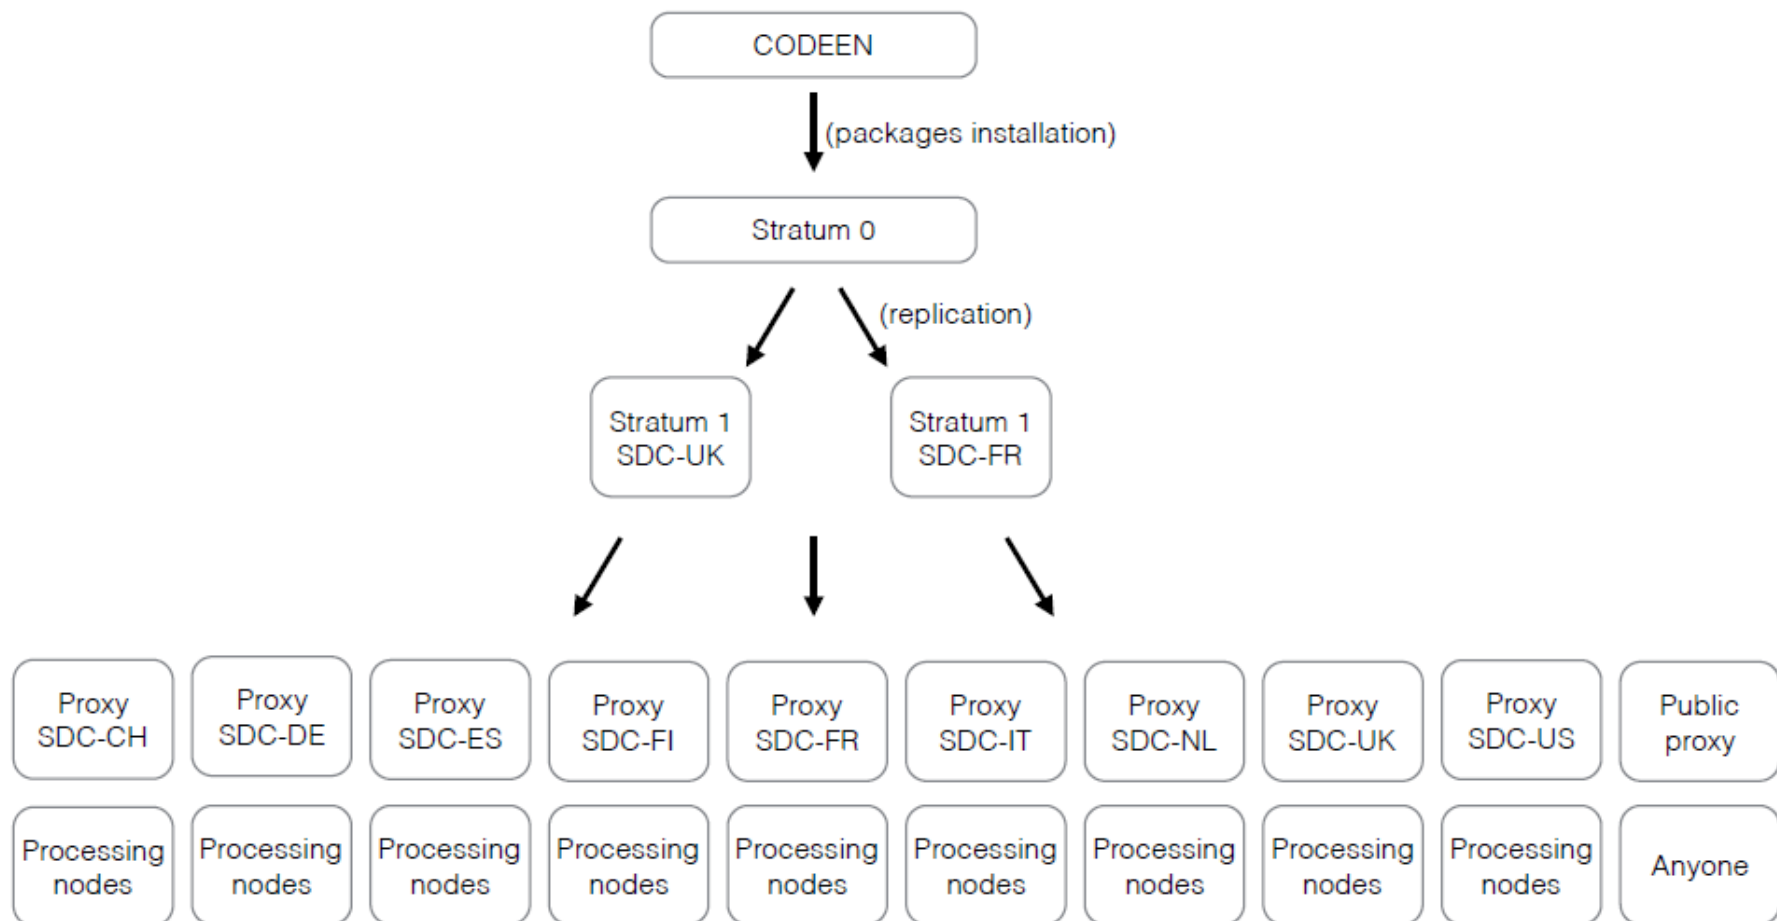 CODEEN
(packages installation)
Stratum 0
(replication)
Stratum 1
SDC-UK
Stratum 1
SDC-FR
Proxy
SDC-CH
Proxy
SDC-DE
Proxy
SDC-ES
Proxy
SDC-FI
Proxy
SDC-FR
Proxy
SDC-IT
Proxy
SDC-NL
Proxy
SDC-UK
Proxy
SDC-US
Public
proxy
Processing
nodes
Processing
nodes
Processing
nodes
Processing
nodes
Processing
nodes
Processing
nodes
Processing
nodes
Processing
nodes
Processing
nodes
Anyone